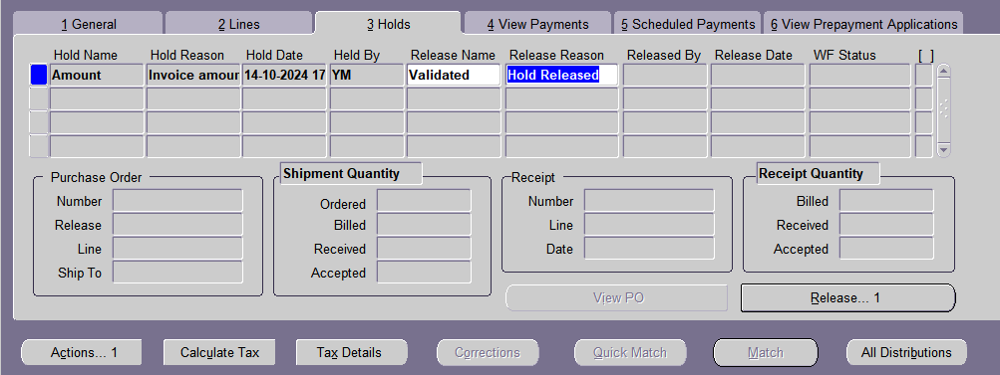 1 General 2 Lines 3 Holds 4 View Payments 5 Scheduled Payments 6 View Prepayment Applications
Hold Name Hold Reason Hold Date Held By Release Name Release Reason Released By Release Date WF Status [ ]
Amount Invoice amour 14-10-2024 17 YM Validated Hold Released
Purchase Order Shipment Quantity Receipt Receipt Quantity
Number Ordered Number Billed
Release Billed Line Received
Line Received Date Accepted
Ship To Accepted
View PO Release... 1
Actions... 1 Calculate Tax Tax Details Corrections Quick Match Match All Distributions